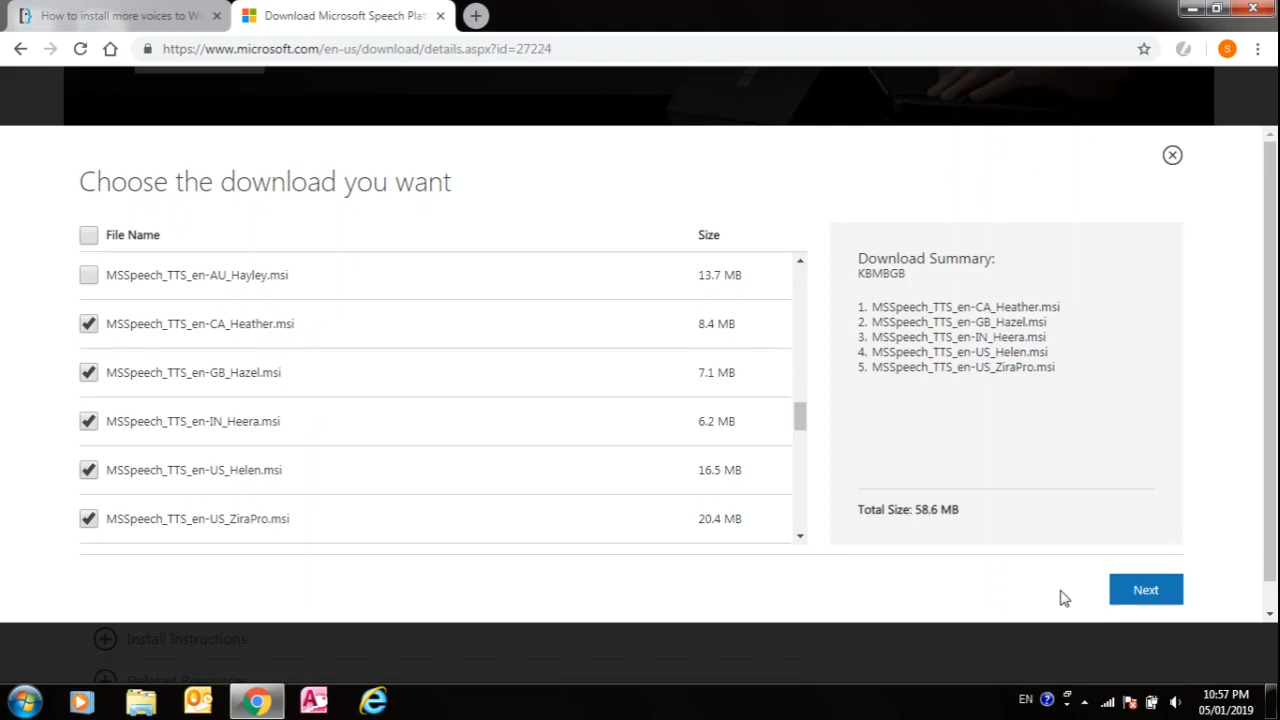 How to install more voices to W
Download Microsoft Speech Plat
https://www.microsoft.com/en-us/download/details.aspx?id=27224
S
Choose the download you want
File Name Size
MSSpeech_TTS_en-AU_Hayley.msi 13.7 MB
MSSpeech_TTS_en-CA_Heather.msi 8.4 MB
MSSpeech_TTS_en-GB_Hazel.msi 7.1 MB
MSSpeech_TTS_en-IN_Heera.msi 6.2 MB
MSSpeech_TTS_en-US_Helen.msi 16.5 MB
MSSpeech_TTS_en-US_ZiraPro.msi 20.4 MB
Download Summary:
KBMBGB
1. MSSpeech_TTS_en-CA_Heather.msi
2. MSSpeech_TTS_en-GB_Hazel.msi
3. MSSpeech_TTS_en-IN_Heera.msi
4. MSSpeech_TTS_en-US_Helen.msi
5. MSSpeech_TTS_en-US_ZiraPro.msi
Total Size: 58.6 MB
Next
Install Instructions
Related Resources
EN
10:57 PM
05/01/2019